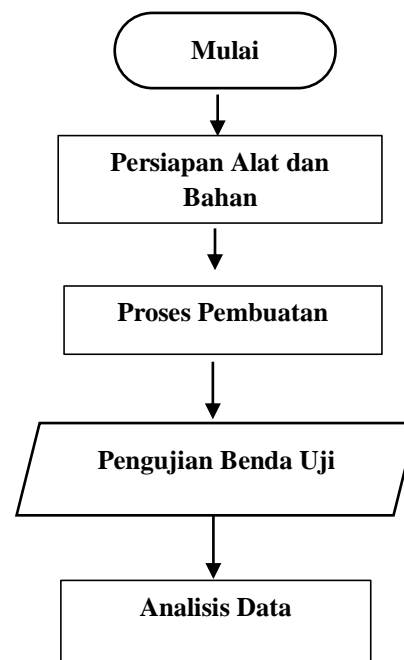 Mulai
Persiapan Alat dan
Bahan
Proses Pembuatan
Pengujian Benda Uji
Analisis Data